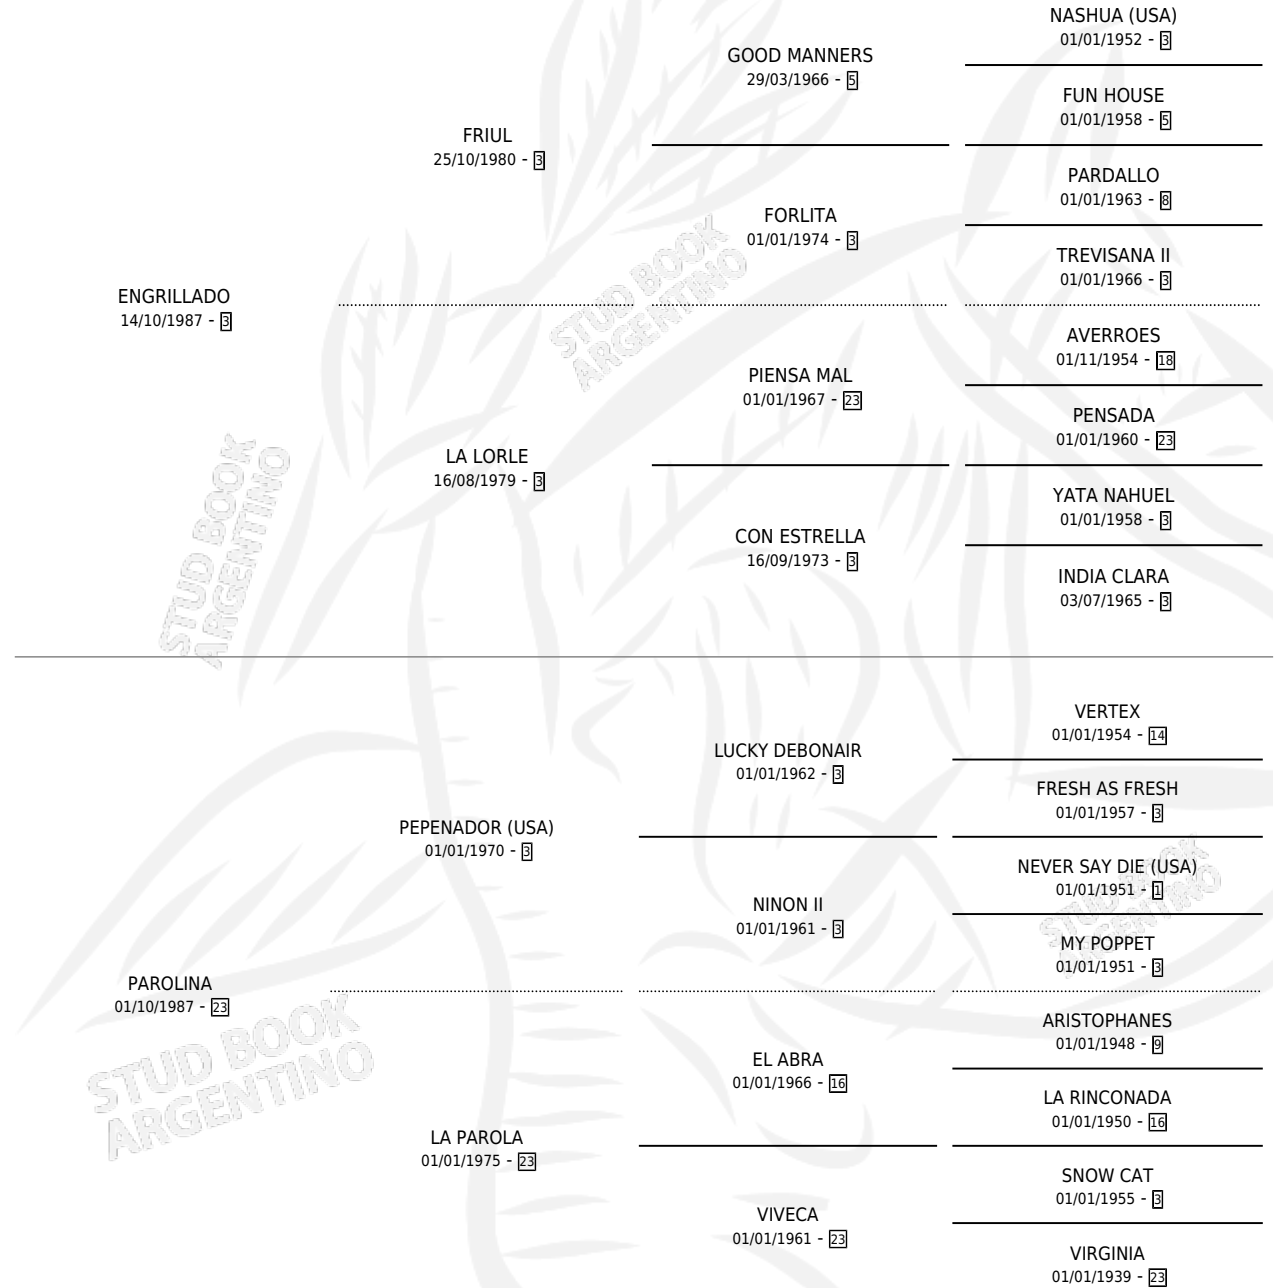 NASHUA (USA)
01/01/1952 - 3
GOOD MANNERS
29/03/1966 - 5
FUN HOUSE
01/01/1958 - 5
FRIUL
25/10/1980 - 3
PARDALLO
01/01/1963 - 8
FORLITA
01/01/1974 - 3
TREVISANA II
01/01/1966 - 3
ENGRILLADO
14/10/1987 - 3
AVERROES
01/11/1954 - 18
PIENSA MAL
01/01/1967 - 23
PENSADA
01/01/1960 - 23
LA LORLE
16/08/1979 - 3
YATA NAHUEL
01/01/1958 - 3
CON ESTRELLA
16/09/1973 - 3
INDIA CLARA
03/07/1965 - 3
VERTEX
01/01/1954 - 14
LUCKY DEBONAIR
01/01/1962 - 3
FRESH AS FRESH
01/01/1957 - 3
PEPENADOR (USA)
01/01/1970 - 3
NEVER SAY DIE (USA)
01/01/1951 - 1
NINON II
01/01/1961 - 3
MY POPPET
01/01/1951 - 3
PAROLINA
01/10/1987 - 23
ARISTOPHANES
01/01/1948 - 9
EL ABRA
01/01/1966 - 16
LA RINCONADA
01/01/1950 - 16
LA PAROLA
01/01/1975 - 23
SNOW CAT
01/01/1955 - 3
VIVECA
01/01/1961 - 23
VIRGINIA
01/01/1939 - 23
STUD BOOK
ARGENTINO
STUD BOOK
ARGENTINO
STUD BOOK
ARGENTINO
STUD BOOK
ARGENTINO